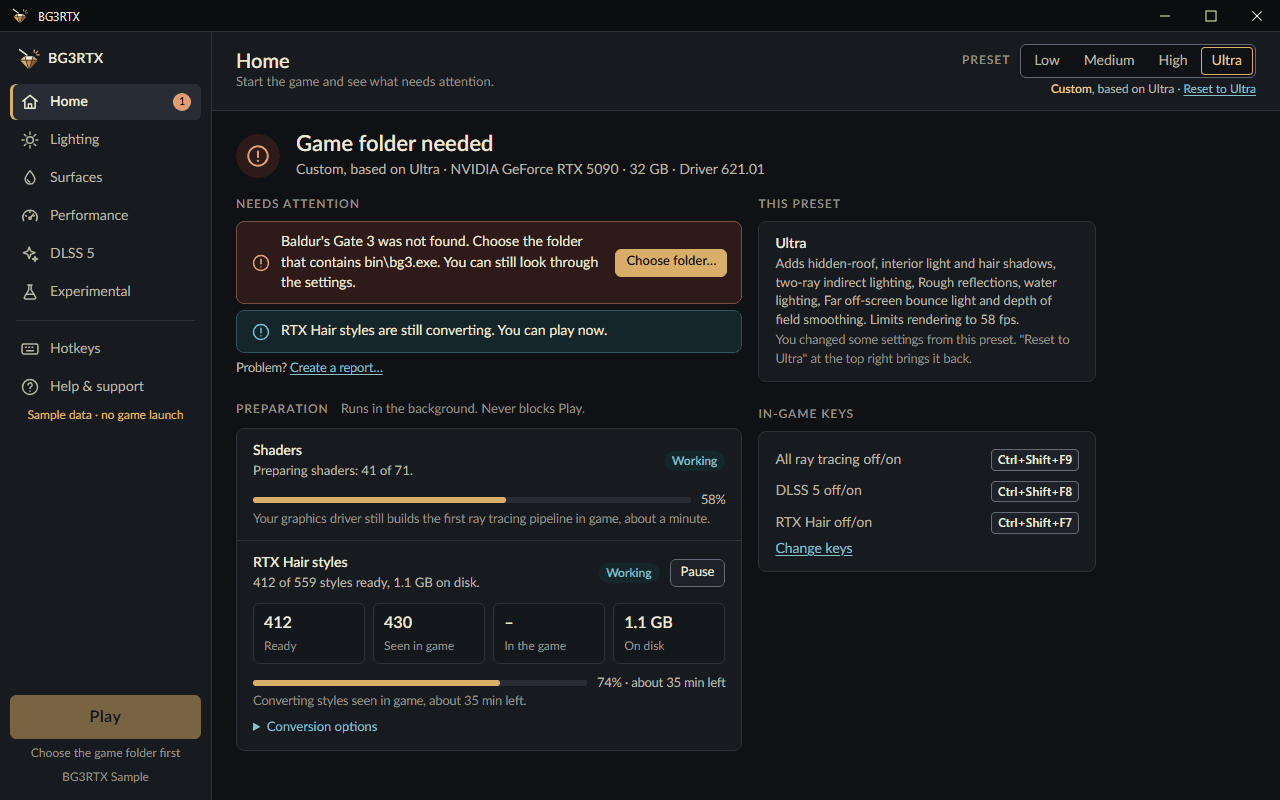 BG3RTX
BG3RTX
Home
1
Lighting
Surfaces
Performance
DLSS 5
Experimental
Hotkeys
Help & support
Sample data · no game launch
Play
Choose the game folder first
BG3RTX Sample
Home
Start the game and see what needs attention.
PRESET
Low
Medium
High
Ultra
Custom, based on Ultra · Reset to Ultra
Game folder needed
Custom, based on Ultra · NVIDIA GeForce RTX 5090 · 32 GB · Driver 621.01
NEEDS ATTENTION
Baldur's Gate 3 was not found. Choose the folder
that contains bin\bg3.exe. You can still look through
the settings.
Choose folder...
RTX Hair styles are still converting. You can play now.
Problem? Create a report...
PREPARATION
Runs in the background. Never blocks Play.
Shaders
Preparing shaders: 41 of 71.
Working
58%
Your graphics driver still builds the first ray tracing pipeline in game, about a minute.
RTX Hair styles
412 of 559 styles ready, 1.1 GB on disk.
Working
Pause
412
Ready
430
Seen in game
–
In the game
1.1 GB
On disk
74% · about 35 min left
Converting styles seen in game, about 35 min left.
Conversion options
THIS PRESET
Ultra
Adds hidden-roof, interior light and hair shadows,
two-ray indirect lighting, Rough reflections, water
lighting, Far off-screen bounce light and depth of
field smoothing. Limits rendering to 58 fps.
You changed some settings from this preset. "Reset to
Ultra" at the top right brings it back.
IN-GAME KEYS
All ray tracing off/on
Ctrl+Shift+F9
DLSS 5 off/on
Ctrl+Shift+F8
RTX Hair off/on
Ctrl+Shift+F7
Change keys